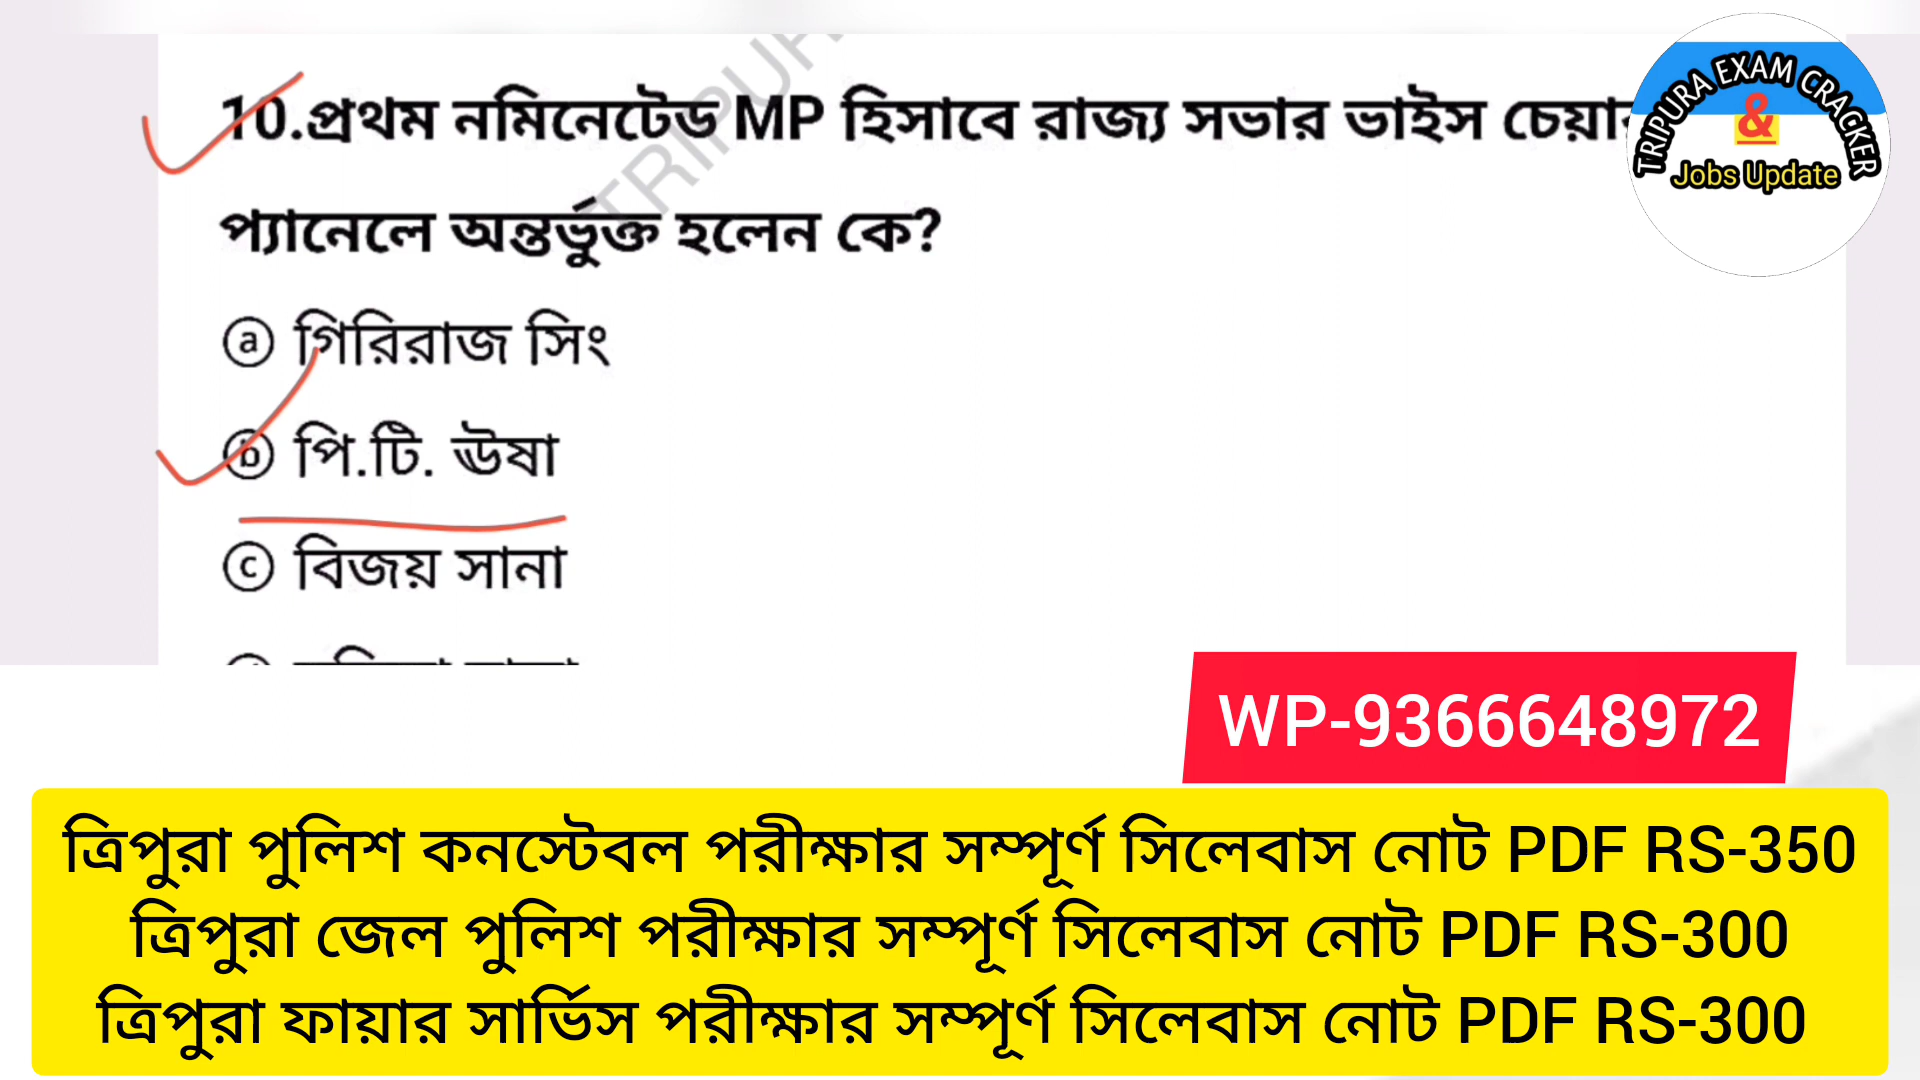 10.প্রথম নমিনেটেড MP হিসাবে রাজ্য সভার ভাইস
প্যানেলে অন্তর্ভুক্ত হলেন কে?
ⓐ গিরিরাজ সিং
ⓑ পি.টি. ঊষা
ⓒ বিজয় সানা
TRIPURA EXAM CRACKER
&
Jobs Update
WP-9366648972
ত্রিপুরা পুলিশ কনস্টেবল পরীক্ষার সম্পূর্ণ সিলেবাস নোট PDF RS-350
ত্রিপুরা জেল পুলিশ পরীক্ষার সম্পূর্ণ সিলেবাস নোট PDF RS-300
ত্রিপুরা ফায়ার সার্ভিস পরীক্ষার সম্পূর্ণ সিলেবাস নোট PDF RS-300